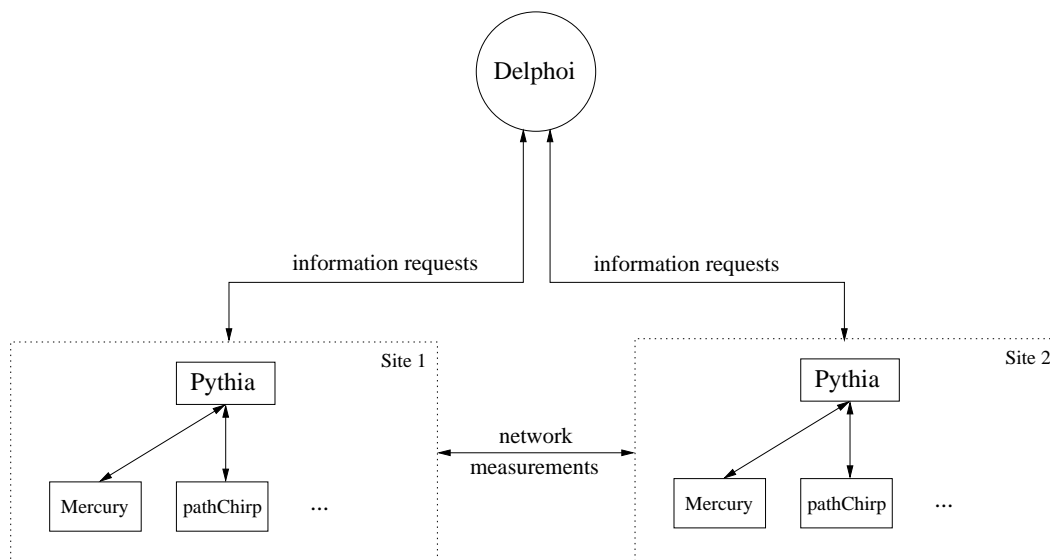 Delphoi
information requests
information requests
Site 1
Site 2
Pythia
Pythia
network
measurements
Mercury
pathChirp
...
Mercury
pathChirp
...